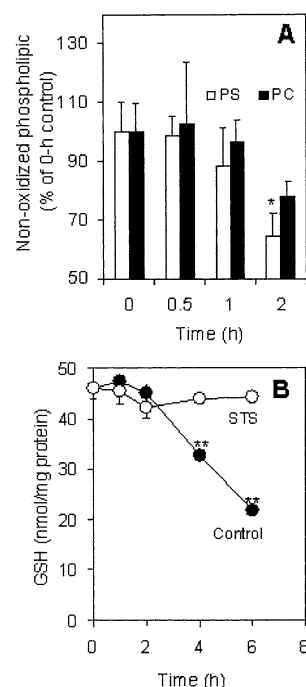 A
130
110
90
70
50
Non-oxidized phospholipic
(% of 0-h control)
PS PC
*
0 0.5 1 2
Time (h)
B
50
40
30
20
10
0
GSH (nmol/mg protein)
STS
**
**
Control
0 2 4 6 8
Time (h)